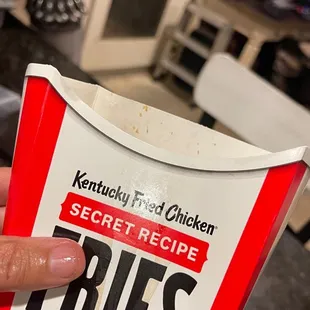 Kentucky Fried Chicken®
SECRET RECIPE
FRIES